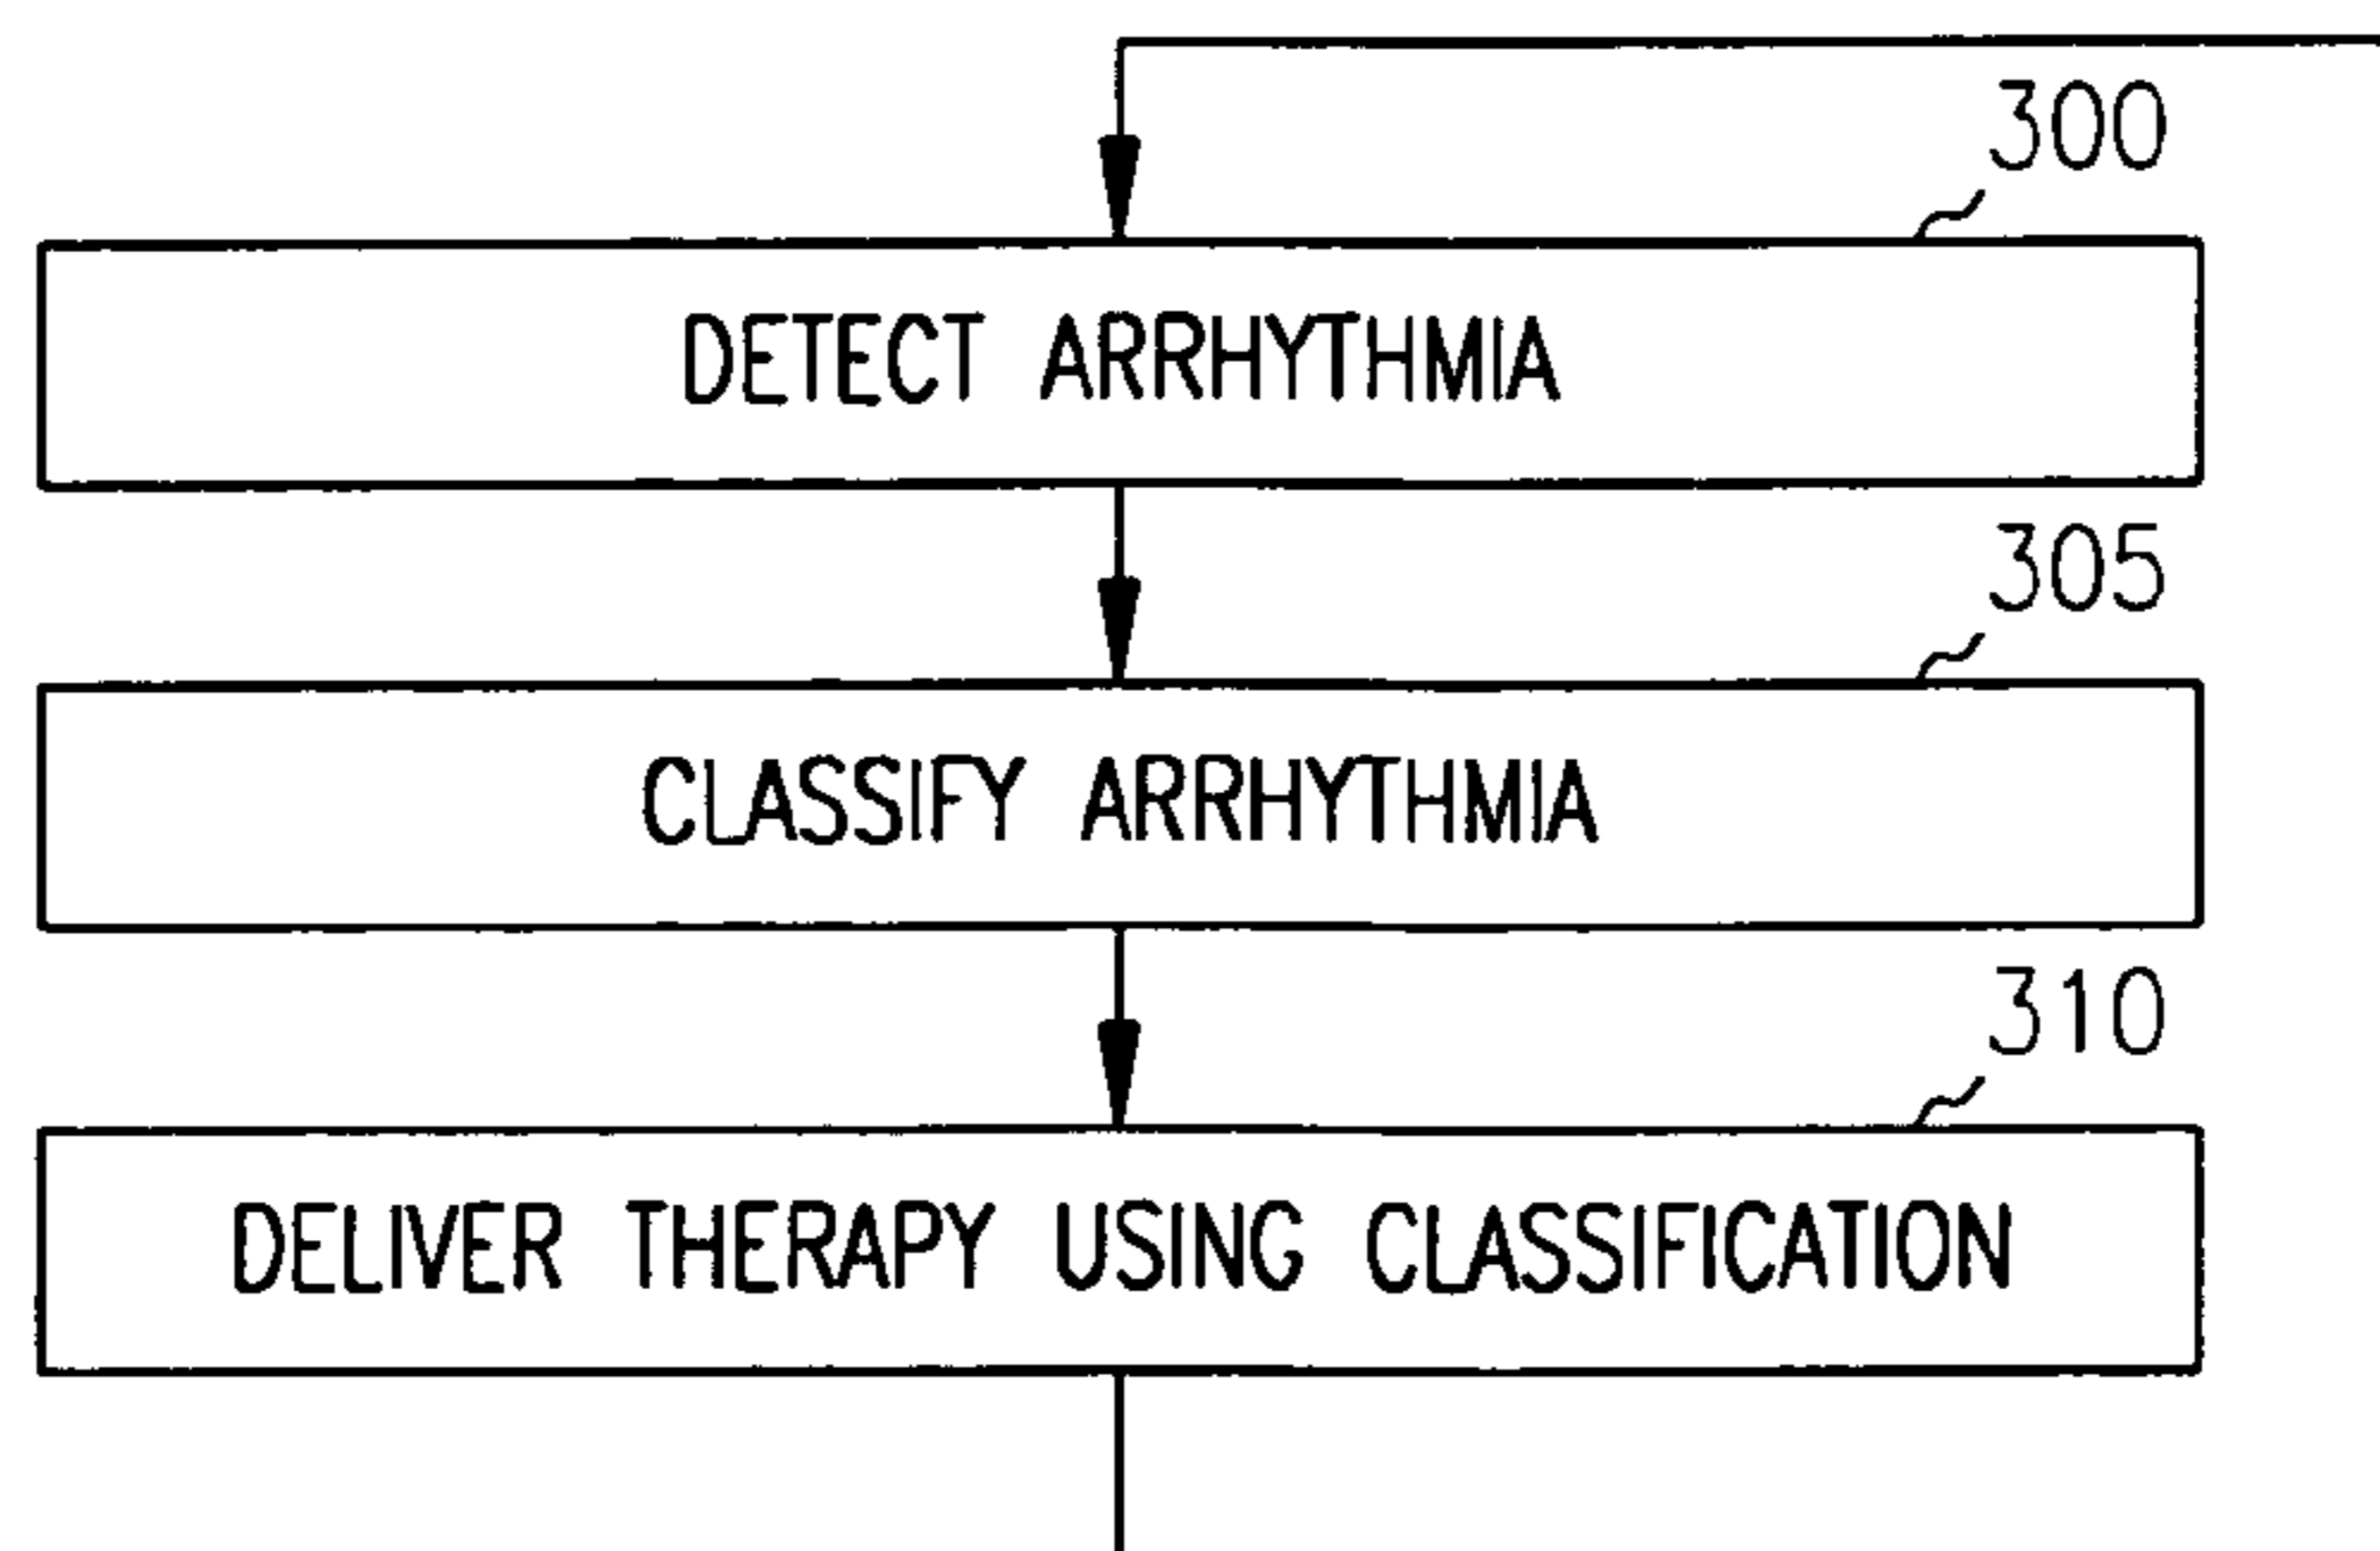 300
DETECT ARRHYTHMIA
305
CLASSIFY ARRHYTHMIA
310
DELIVER THERAPY USING CLASSIFICATION